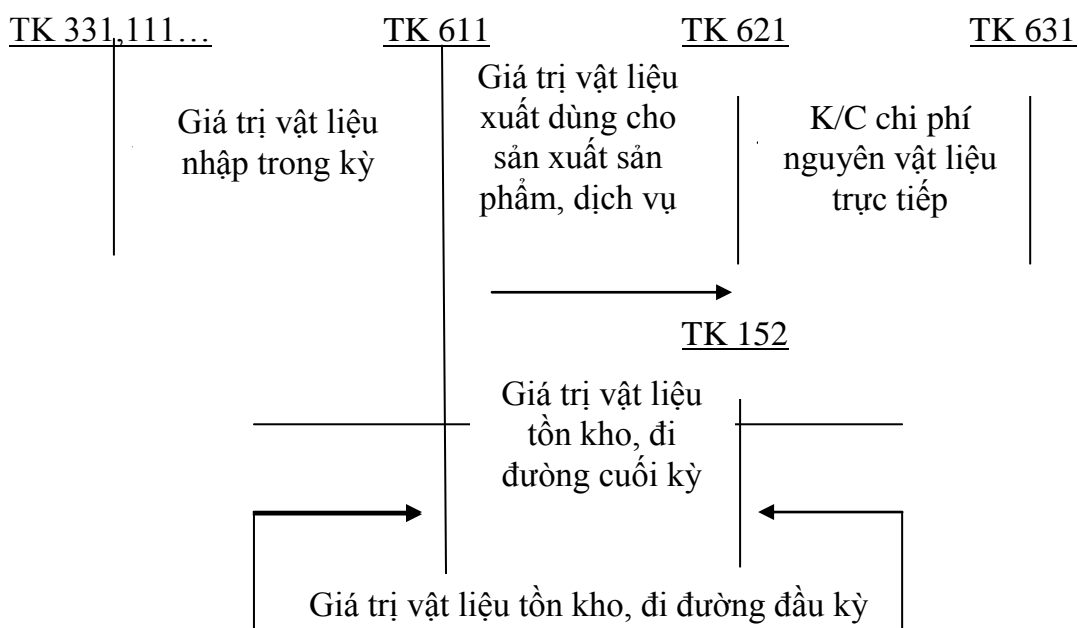 TK 331,111…
TK 611
TK 621
TK 631
Giá trị vật liệu
nhập trong kỳ
Giá trị vật liệu
xuất dùng cho
sản xuất sản
phẩm, dịch vụ
K/C chi phí
nguyên vật liệu
trực tiếp
TK 152
Giá trị vật liệu
tồn kho, đi
đường cuối kỳ
Giá trị vật liệu tồn kho, đi đường đầu kỳ